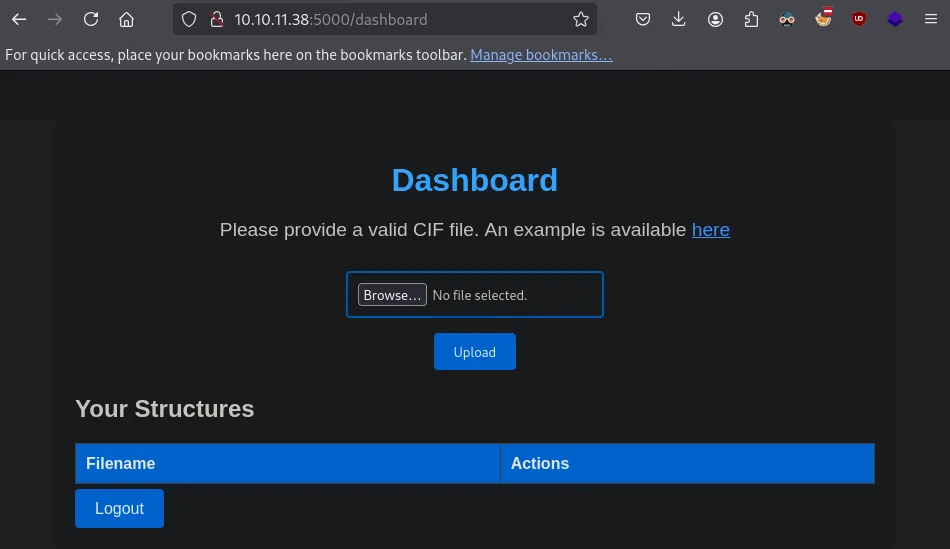 10.10.11.38:5000/dashboard
For quick access, place your bookmarks here on the bookmarks toolbar. Manage bookmarks…
Dashboard
Please provide a valid CIF file. An example is available here
Browse… No file selected.
Upload
Your Structures
Filename Actions
Logout